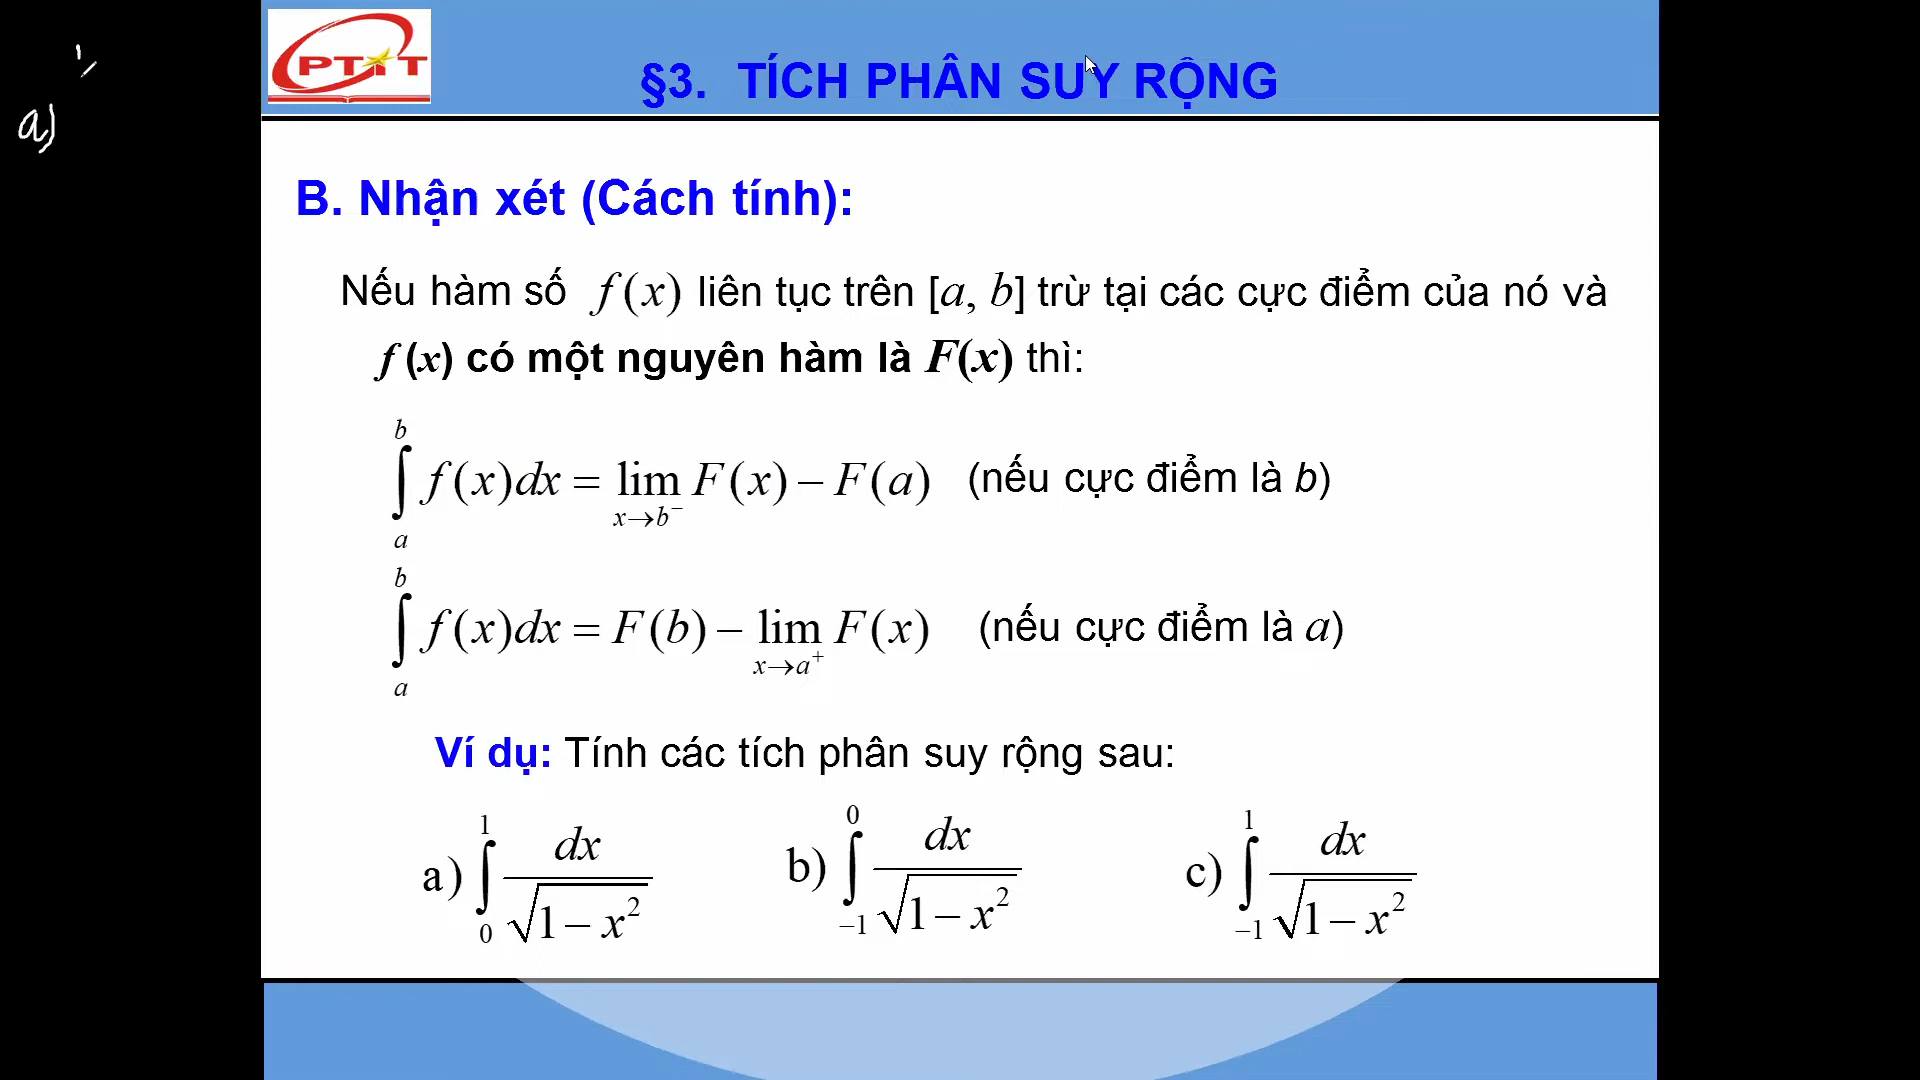 PTIT
§3. TÍCH PHÂN SUY RỘNG
a)
B. Nhận xét (Cách tính):
Nếu hàm số f(x) liên tục trên [a, b] trừ tại các cực điểm của nó và
f (x) có một nguyên hàm là F(x) thì:
∫_a^b f(x)dx = lim_{x→b⁻} F(x) – F(a) (nếu cực điểm là b)
∫_a^b f(x)dx = F(b) – lim_{x→a⁺} F(x) (nếu cực điểm là a)
Ví dụ: Tính các tích phân suy rộng sau:
a) ∫_0^1 dx/√(1–x²) b) ∫_{–1}^0 dx/√(1–x²) c) ∫_{–1}^1 dx/√(1–x²)